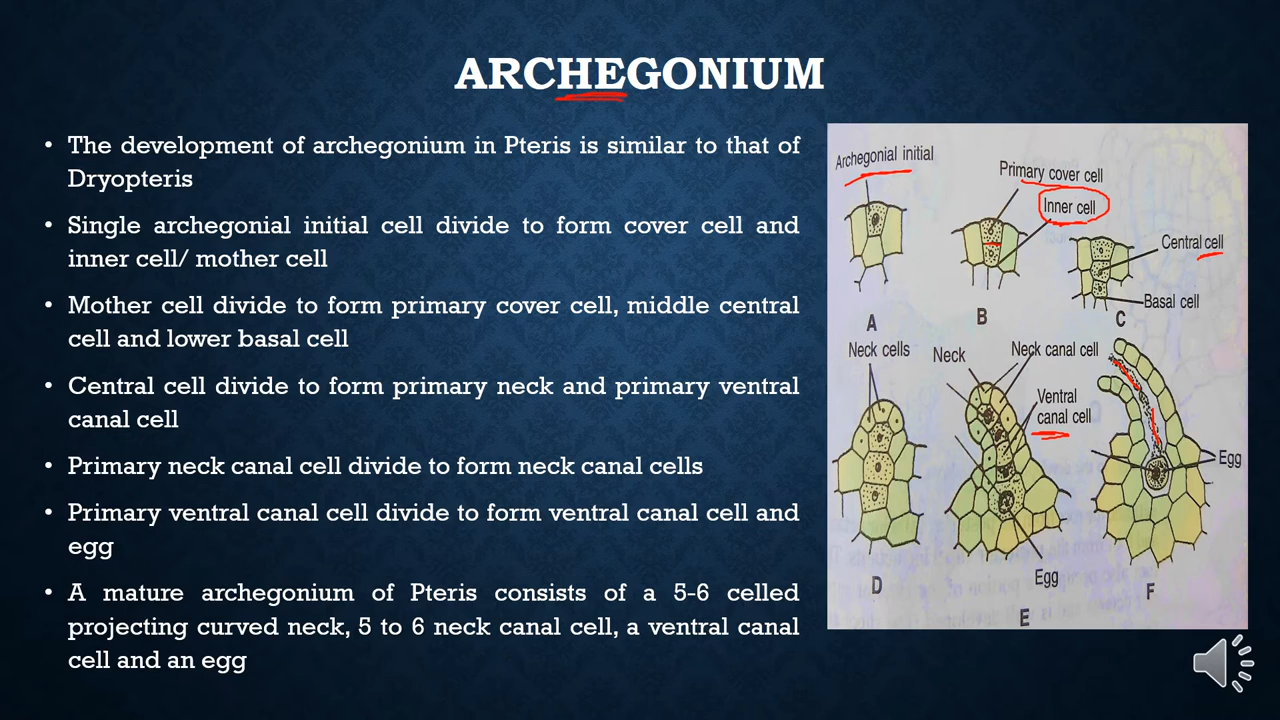 ARCHEGONIUM
• The development of archegonium in Pteris is similar to that of
Dryopteris
• Single archegonial initial cell divide to form cover cell and
inner cell/ mother cell
• Mother cell divide to form primary cover cell, middle central
cell and lower basal cell
• Central cell divide to form primary neck and primary ventral
canal cell
• Primary neck canal cell divide to form neck canal cells
• Primary ventral canal cell divide to form ventral canal cell and
egg
• A mature archegonium of Pteris consists of a 5-6 celled
projecting curved neck, 5 to 6 neck canal cell, a ventral canal
cell and an egg
Archegonial initial
Primary cover cell
Inner cell
Central cell
Basal cell
A
B
C
Neck cells
Neck
Neck canal cell
Ventral
canal cell
Egg
Egg
D
E
F